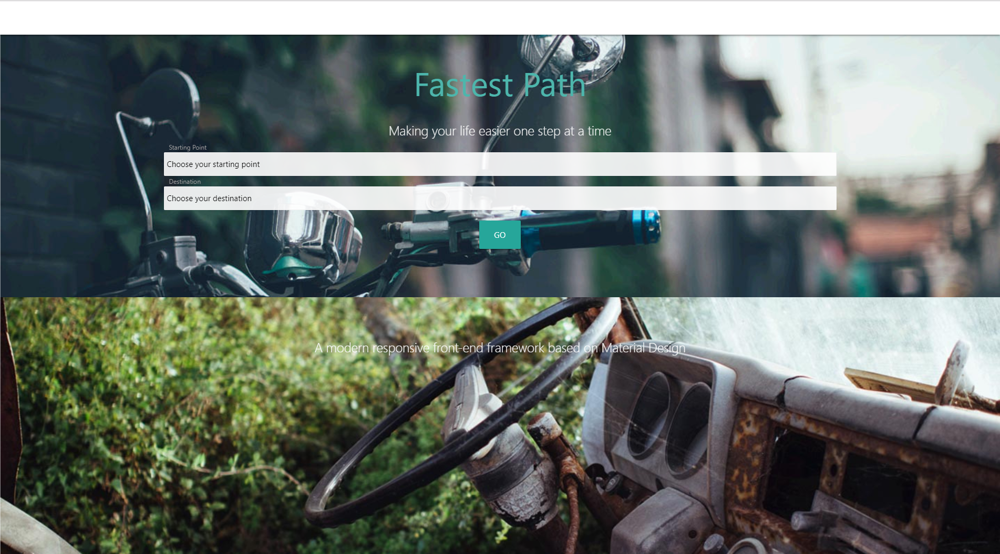 Fastest Path
Making your life easier one step at a time
Starting Point
Choose your starting point
Destination
Choose your destination
GO
A modern responsive front-end framework based on Material Design